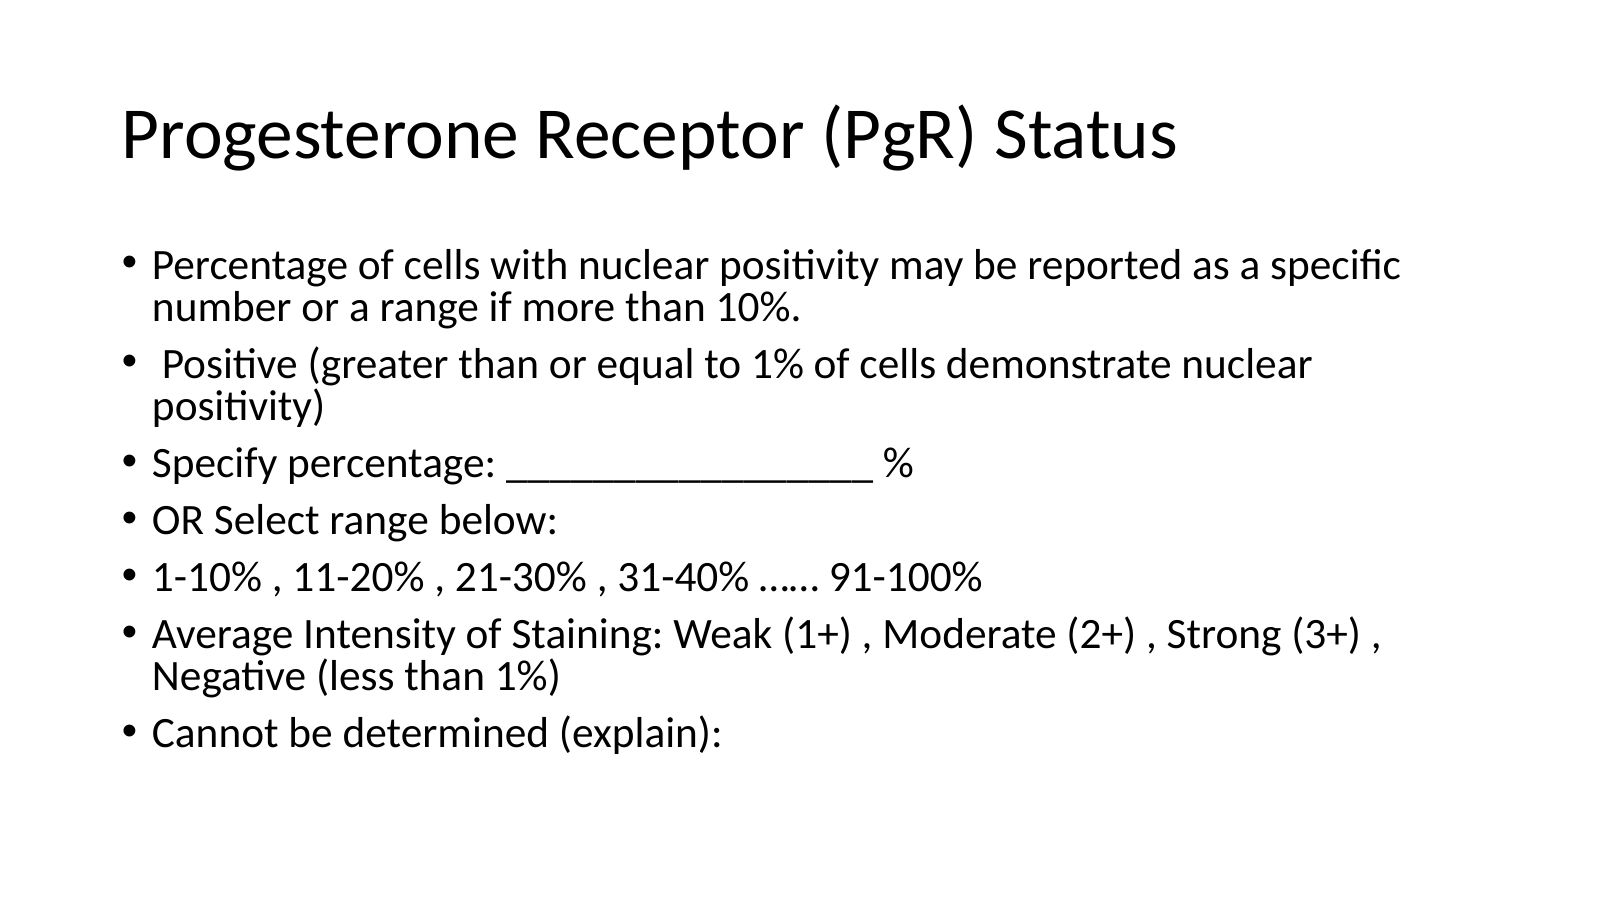 Progesterone Receptor (PgR) Status
• Percentage of cells with nuclear positivity may be reported as a specific
number or a range if more than 10%.
• Positive (greater than or equal to 1% of cells demonstrate nuclear
positivity)
• Specify percentage: _________________ %
• OR Select range below:
• 1-10% , 11-20% , 21-30% , 31-40% …… 91-100%
• Average Intensity of Staining: Weak (1+) , Moderate (2+) , Strong (3+) ,
Negative (less than 1%)
• Cannot be determined (explain):